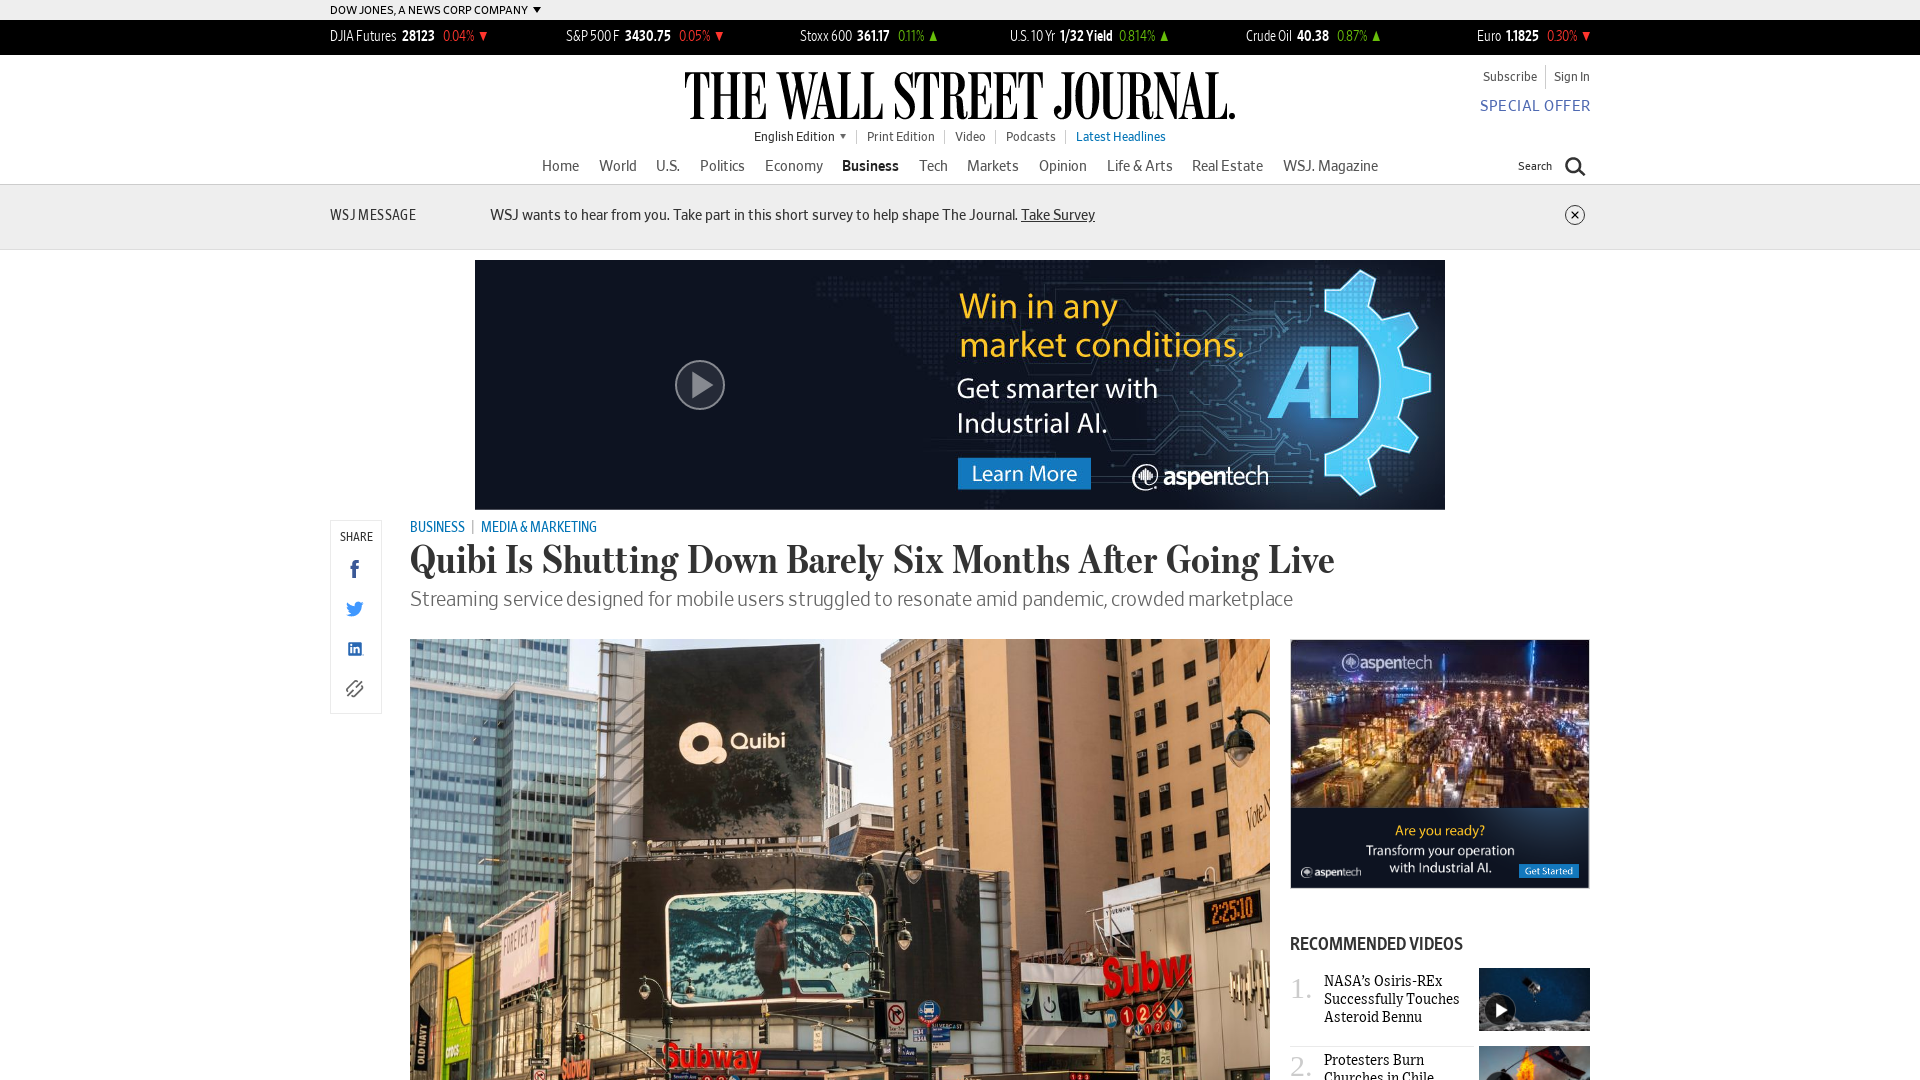 DOW JONES, A NEWS CORP COMPANY
DJIA Futures 28123 0.04%
S&P 500 F 3430.75 0.05%
Stoxx 600 361.17 0.11%
U.S. 10 Yr 1/32 Yield 0.814%
Crude Oil 40.38 0.87%
Euro 1.1825 0.30%
THE WALL STREET JOURNAL.
Subscribe Sign In
SPECIAL OFFER
English Edition Print Edition Video Podcasts Latest Headlines
Home World U.S. Politics Economy Business Tech Markets Opinion Life & Arts Real Estate WSJ. Magazine
Search
WSJ MESSAGE
WSJ wants to hear from you. Take part in this short survey to help shape The Journal. Take Survey
Win in any
market conditions.
Get smarter with
Industrial AI.
AI
Learn More
aspentech
SHARE
BUSINESS | MEDIA & MARKETING
Quibi Is Shutting Down Barely Six Months After Going Live
Streaming service designed for mobile users struggled to resonate amid pandemic, crowded marketplace
Quibi
FOREVER 21
2:25:10
Subw
1 2 3
OLD NAVY
crocs
Subway
Subway
25
aspentech
Are you ready?
Transform your operation
with Industrial AI.
aspentech
Get Started
RECOMMENDED VIDEOS
1. NASA's Osiris-REx
Successfully Touches
Asteroid Bennu
2. Protesters Burn
Churches in Chile